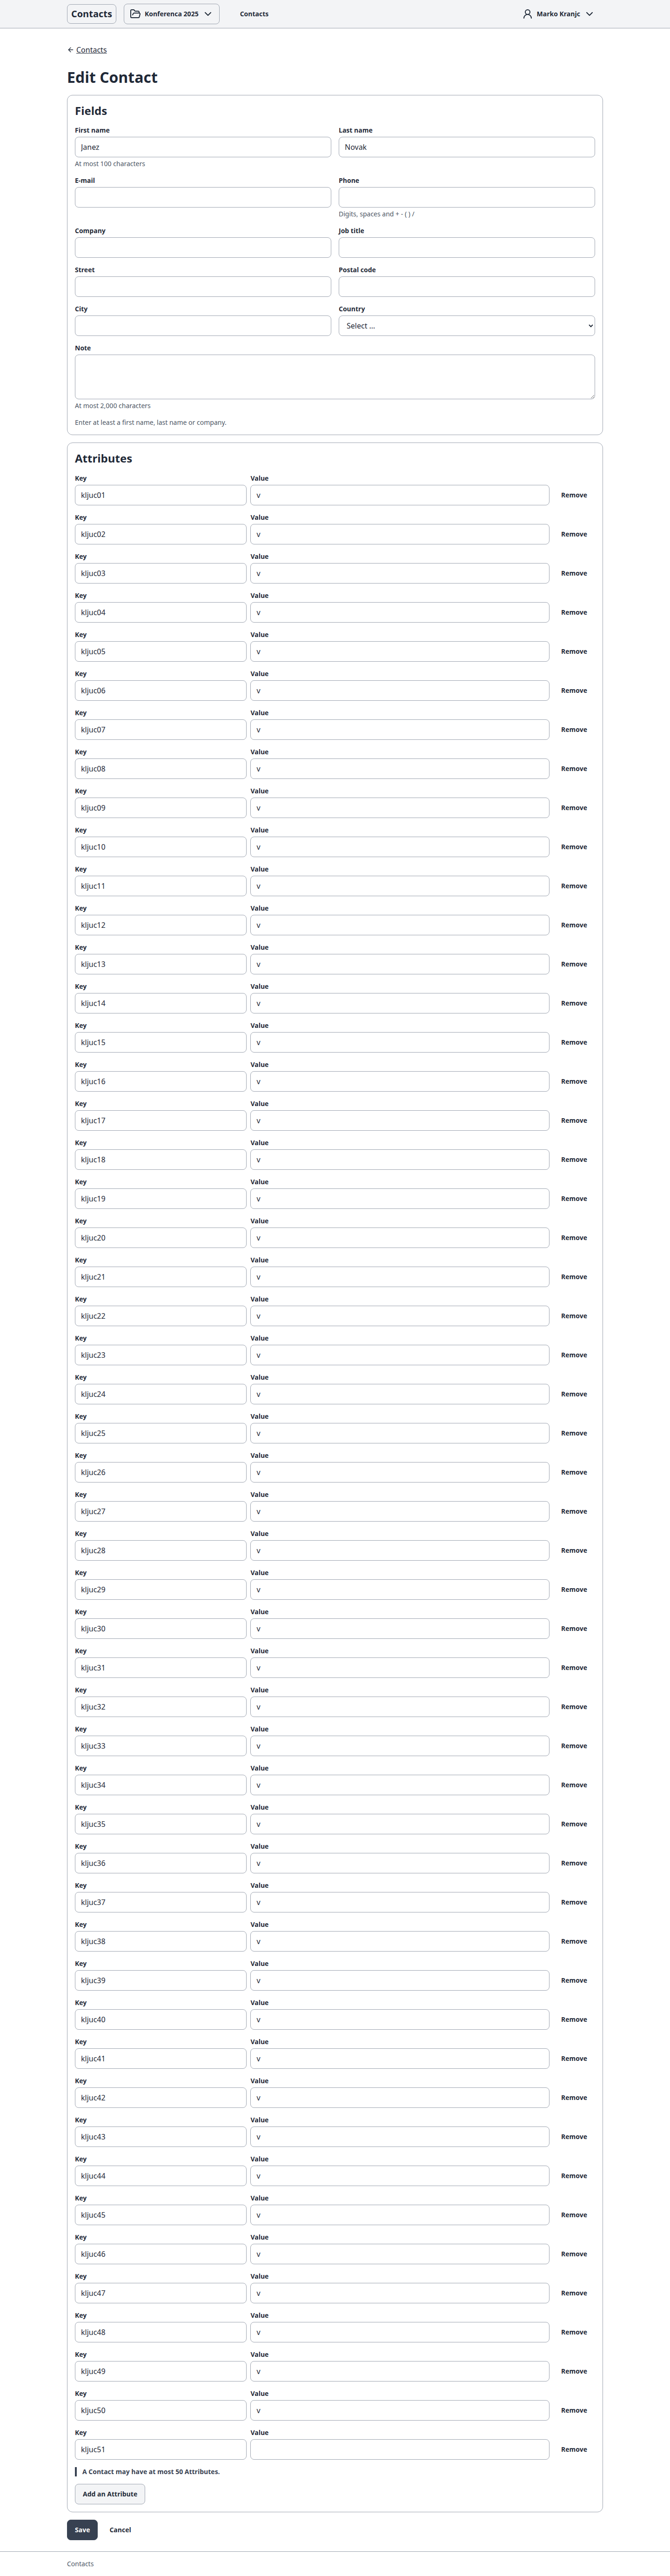 Contacts Konferenca 2025 Contacts Marko Kranjc
← Contacts
Edit Contact
Fields
First name Last name
Janez Novak
At most 100 characters
E-mail Phone
Digits, spaces and + - ( ) /
Company Job title
Street Postal code
City Country
Select ...
Note
At most 2,000 characters
Enter at least a first name, last name or company.
Attributes
Key Value
kljuc01 v Remove
Key Value
kljuc02 v Remove
Key Value
kljuc03 v Remove
Key Value
kljuc04 v Remove
Key Value
kljuc05 v Remove
Key Value
kljuc06 v Remove
Key Value
kljuc07 v Remove
Key Value
kljuc08 v Remove
Key Value
kljuc09 v Remove
Key Value
kljuc10 v Remove
Key Value
kljuc11 v Remove
Key Value
kljuc12 v Remove
Key Value
kljuc13 v Remove
Key Value
kljuc14 v Remove
Key Value
kljuc15 v Remove
Key Value
kljuc16 v Remove
Key Value
kljuc17 v Remove
Key Value
kljuc18 v Remove
Key Value
kljuc19 v Remove
Key Value
kljuc20 v Remove
Key Value
kljuc21 v Remove
Key Value
kljuc22 v Remove
Key Value
kljuc23 v Remove
Key Value
kljuc24 v Remove
Key Value
kljuc25 v Remove
Key Value
kljuc26 v Remove
Key Value
kljuc27 v Remove
Key Value
kljuc28 v Remove
Key Value
kljuc29 v Remove
Key Value
kljuc30 v Remove
Key Value
kljuc31 v Remove
Key Value
kljuc32 v Remove
Key Value
kljuc33 v Remove
Key Value
kljuc34 v Remove
Key Value
kljuc35 v Remove
Key Value
kljuc36 v Remove
Key Value
kljuc37 v Remove
Key Value
kljuc38 v Remove
Key Value
kljuc39 v Remove
Key Value
kljuc40 v Remove
Key Value
kljuc41 v Remove
Key Value
kljuc42 v Remove
Key Value
kljuc43 v Remove
Key Value
kljuc44 v Remove
Key Value
kljuc45 v Remove
Key Value
kljuc46 v Remove
Key Value
kljuc47 v Remove
Key Value
kljuc48 v Remove
Key Value
kljuc49 v Remove
Key Value
kljuc50 v Remove
Key Value
kljuc51 Remove
A Contact may have at most 50 Attributes.
Add an Attribute
Save Cancel
Contacts